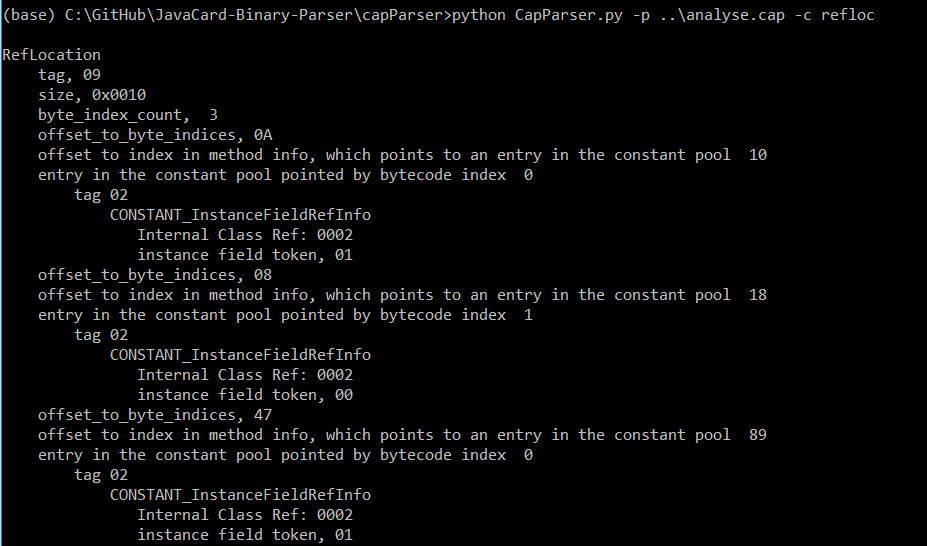 (base) C:\GitHub\JavaCard-Binary-Parser\capParser>python CapParser.py -p ..\analyse.cap -c refloc
RefLocation
tag, 09
size, 0x0010
byte_index_count,  3
offset_to_byte_indices, 0A
offset to index in method info, which points to an entry in the constant pool  10
entry in the constant pool pointed by bytecode index  0
tag 02
CONSTANT_InstanceFieldRefInfo
Internal Class Ref: 0002
instance field token, 01
offset_to_byte_indices, 08
offset to index in method info, which points to an entry in the constant pool  18
entry in the constant pool pointed by bytecode index  1
tag 02
CONSTANT_InstanceFieldRefInfo
Internal Class Ref: 0002
instance field token, 00
offset_to_byte_indices, 47
offset to index in method info, which points to an entry in the constant pool  89
entry in the constant pool pointed by bytecode index  0
tag 02
CONSTANT_InstanceFieldRefInfo
Internal Class Ref: 0002
instance field token, 01